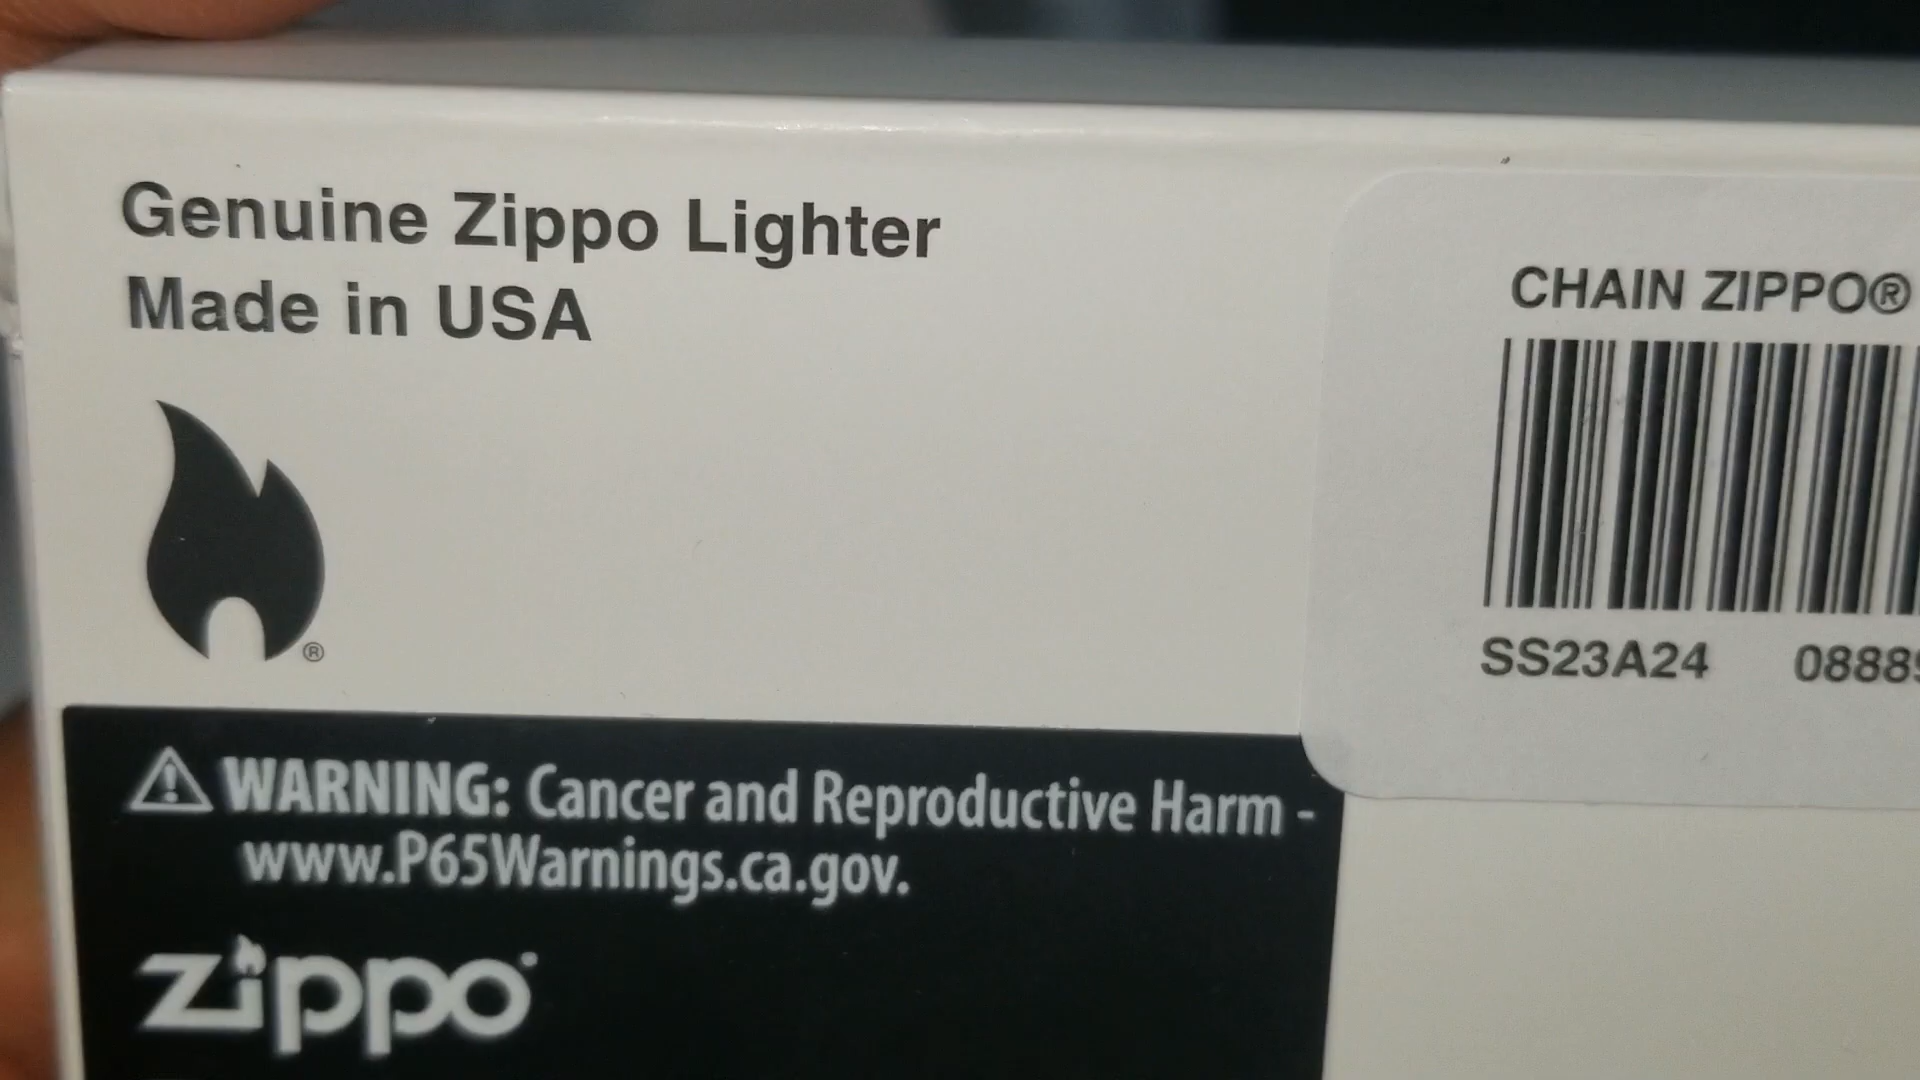 Genuine Zippo Lighter
Made in USA
®
CHAIN ZIPPO®
SS23A24
⚠ WARNING: Cancer and Reproductive Harm -
www.P65Warnings.ca.gov.
zippo